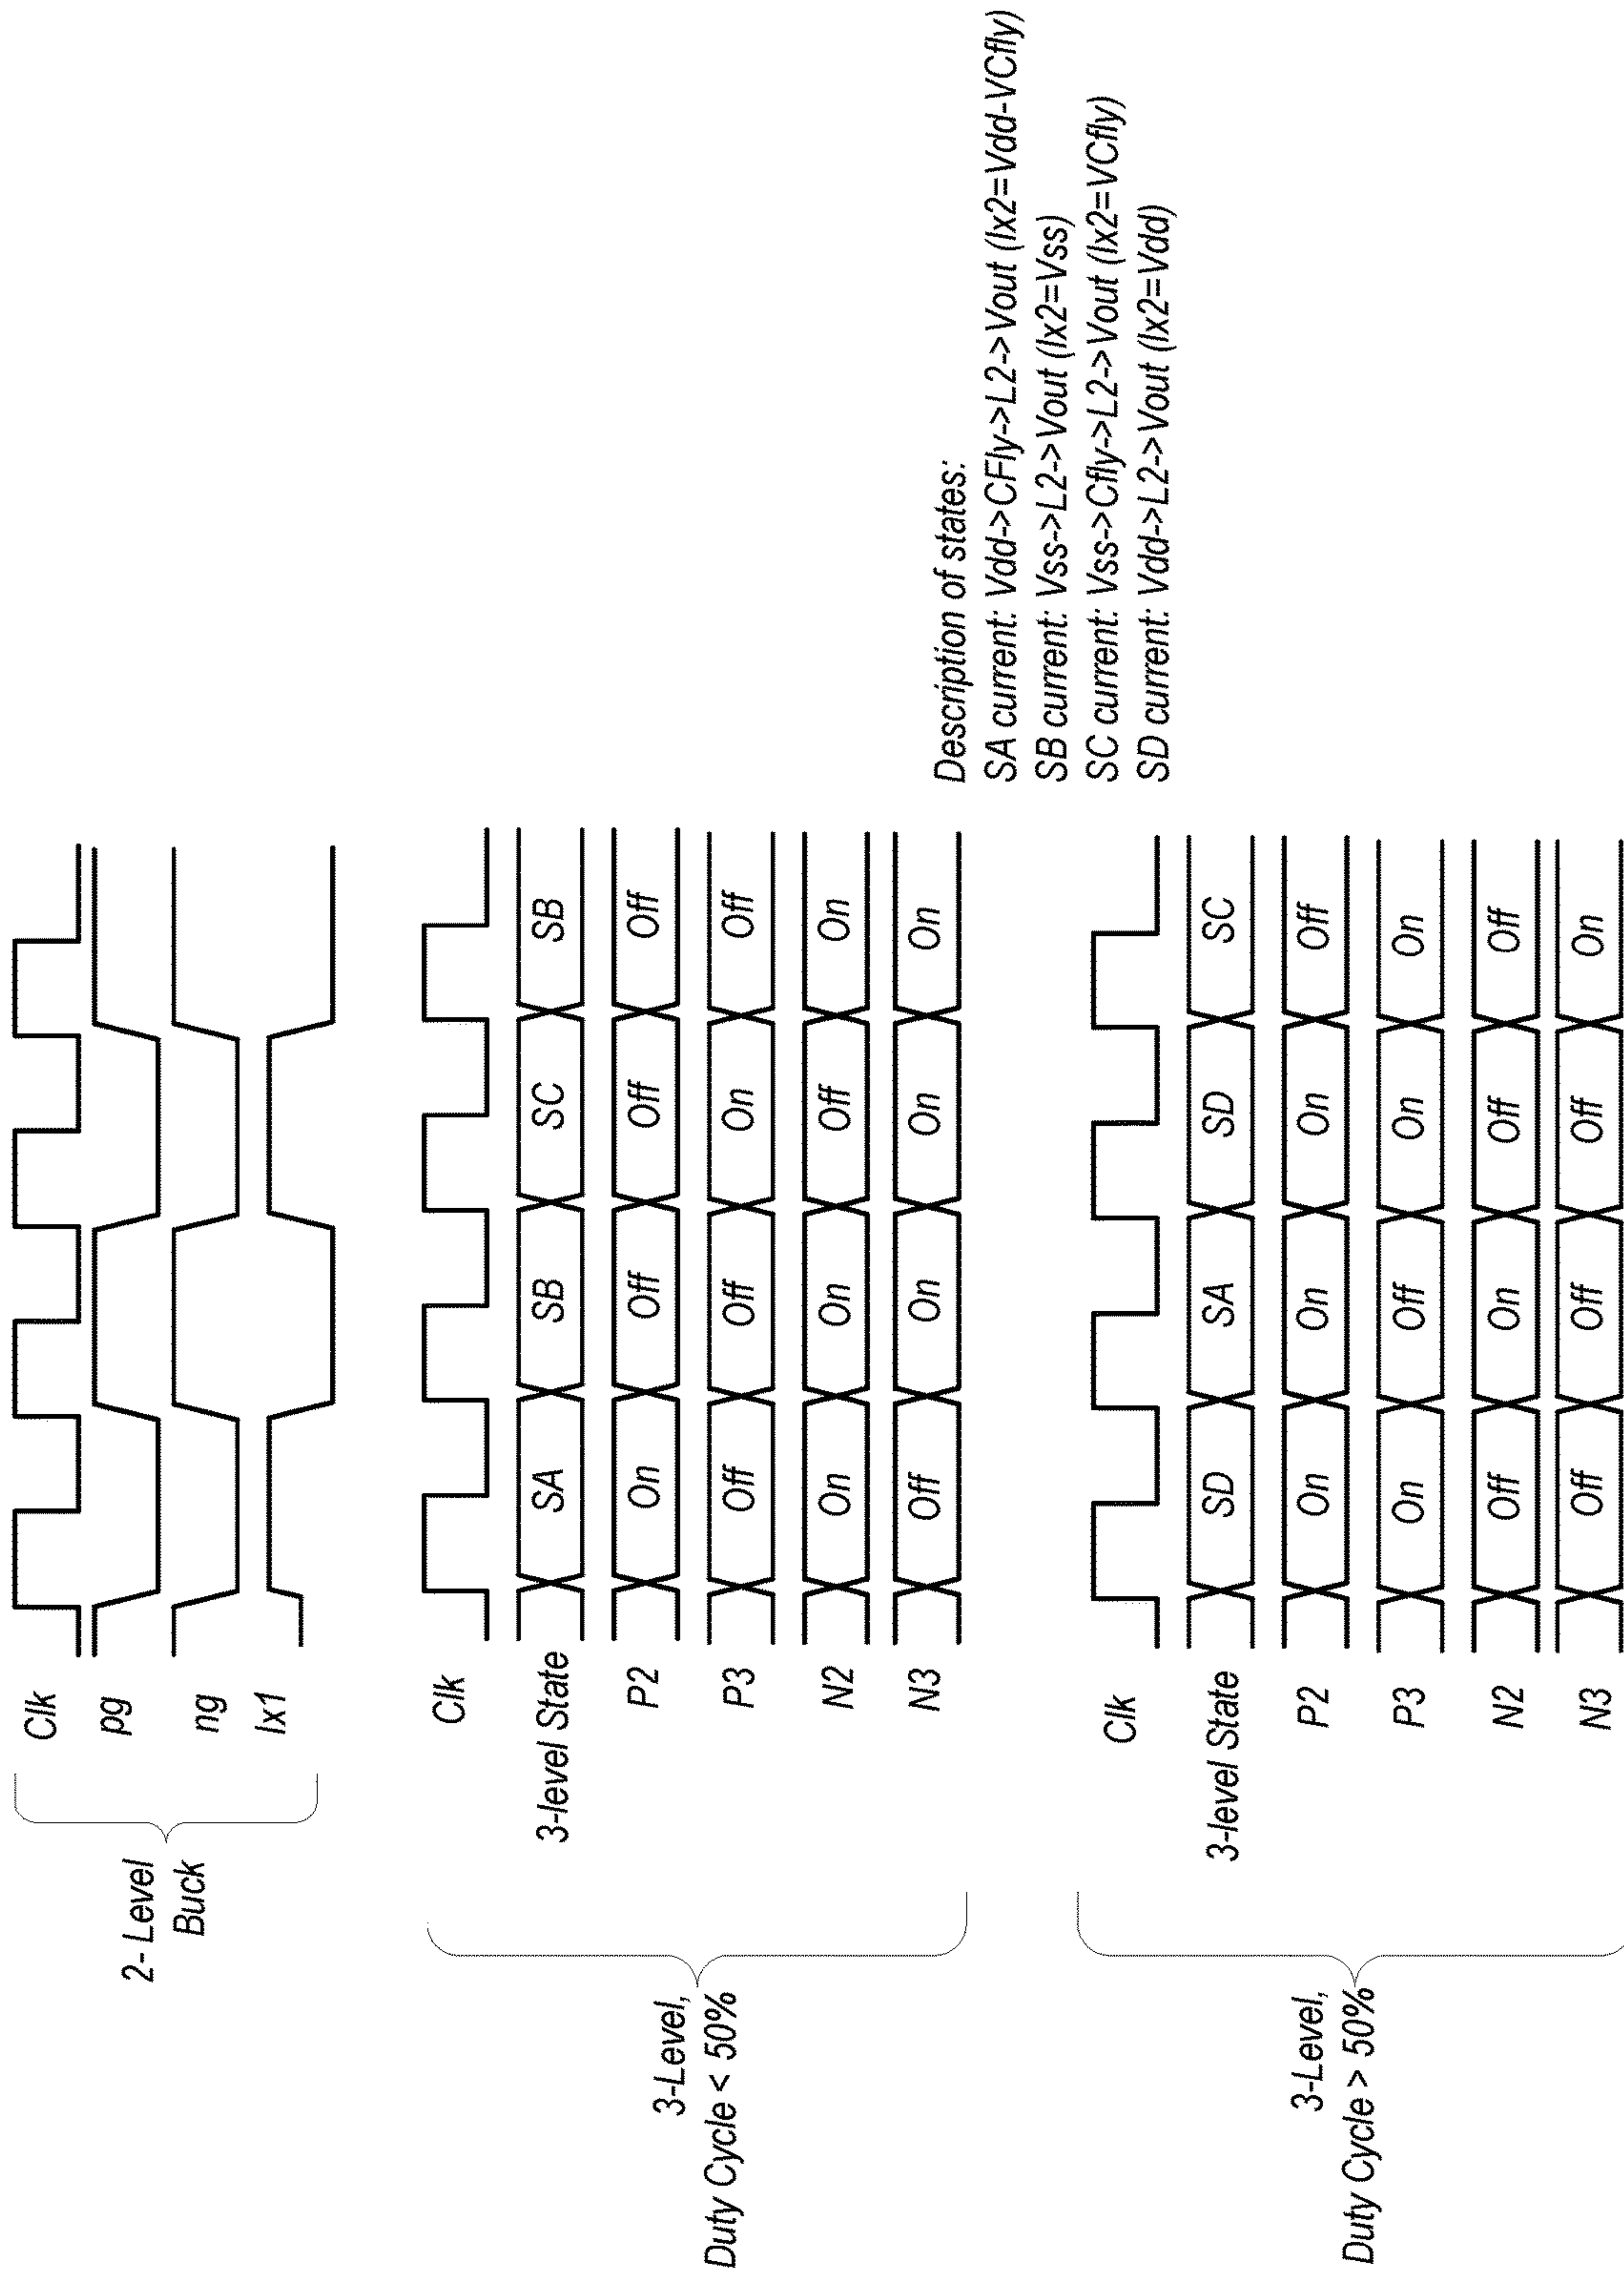 2- Level
Buck
Clk
pg
ng
lx1
3-Level,
Duty Cycle < 50%
Clk
3-level State SA SB SC SB
P2 On Off Off Off
P3 Off Off On Off
N2 On On Off On
N3 Off On On On
Description of states:
SA current: Vdd->CFly->L2->Vout (lx2=Vdd-VCfly)
SB current: Vss->L2->Vout (lx2=Vss)
SC current: Vss->Cfly->L2->Vout (lx2=VCfly)
SD current: Vdd->L2->Vout (lx2=Vdd)
3-Level,
Duty Cycle > 50%
Clk
3-level State SD SA SD SC
P2 On On On Off
P3 On Off On On
N2 Off On Off Off
N3 Off Off Off On